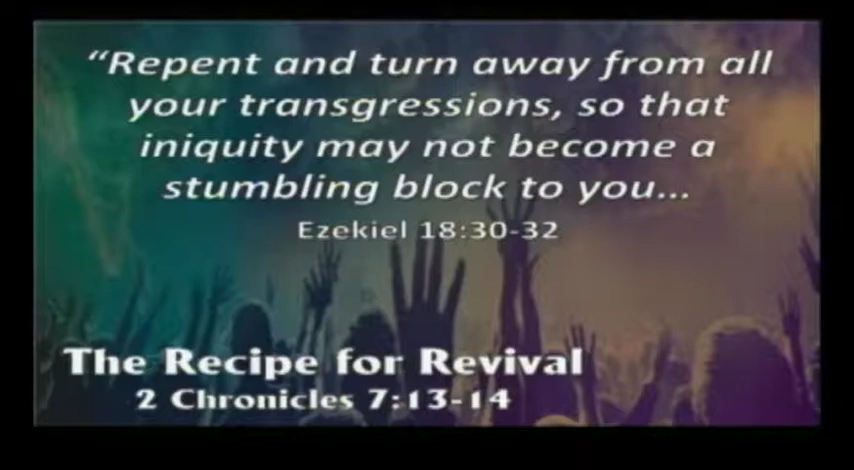 “Repent and turn away from all
your transgressions, so that
iniquity may not become a
stumbling block to you...
Ezekiel 18:30-32
The Recipe for Revival
2 Chronicles 7:13-14